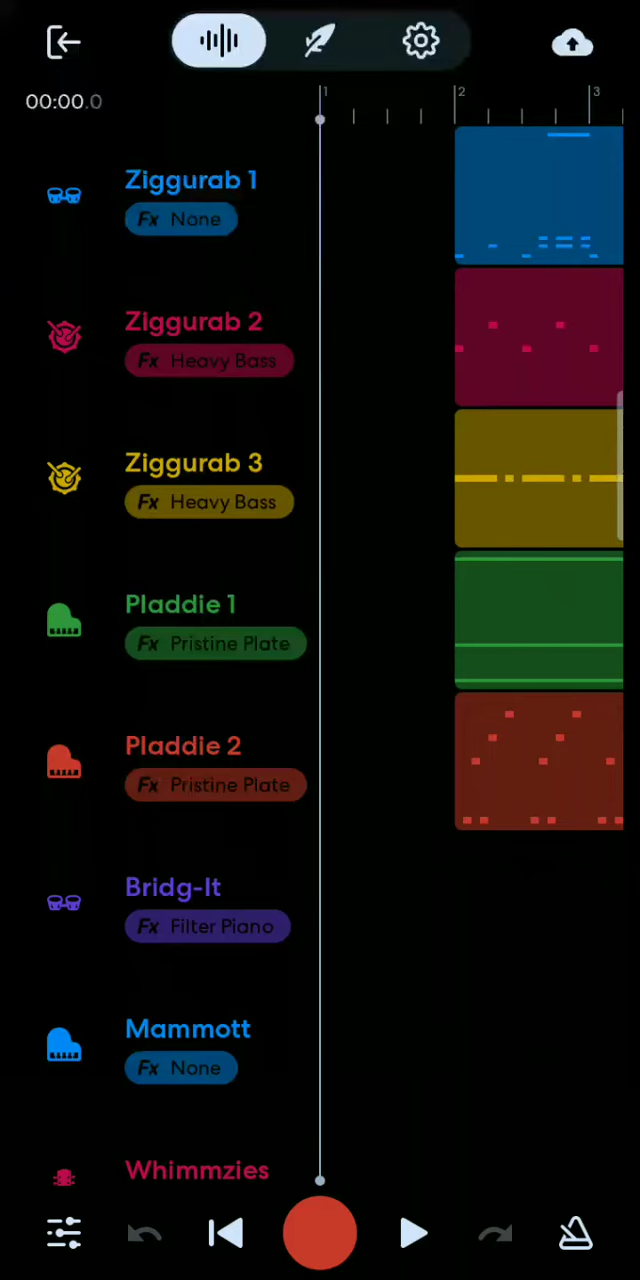 00:00.0
1
2
3
Ziggurab 1
Fx None
Ziggurab 2
Fx Heavy Bass
Ziggurab 3
Fx Heavy Bass
Pladdie 1
Fx Pristine Plate
Pladdie 2
Fx Pristine Plate
Bridg-It
Fx Filter Piano
Mammott
Fx None
Whimmzies